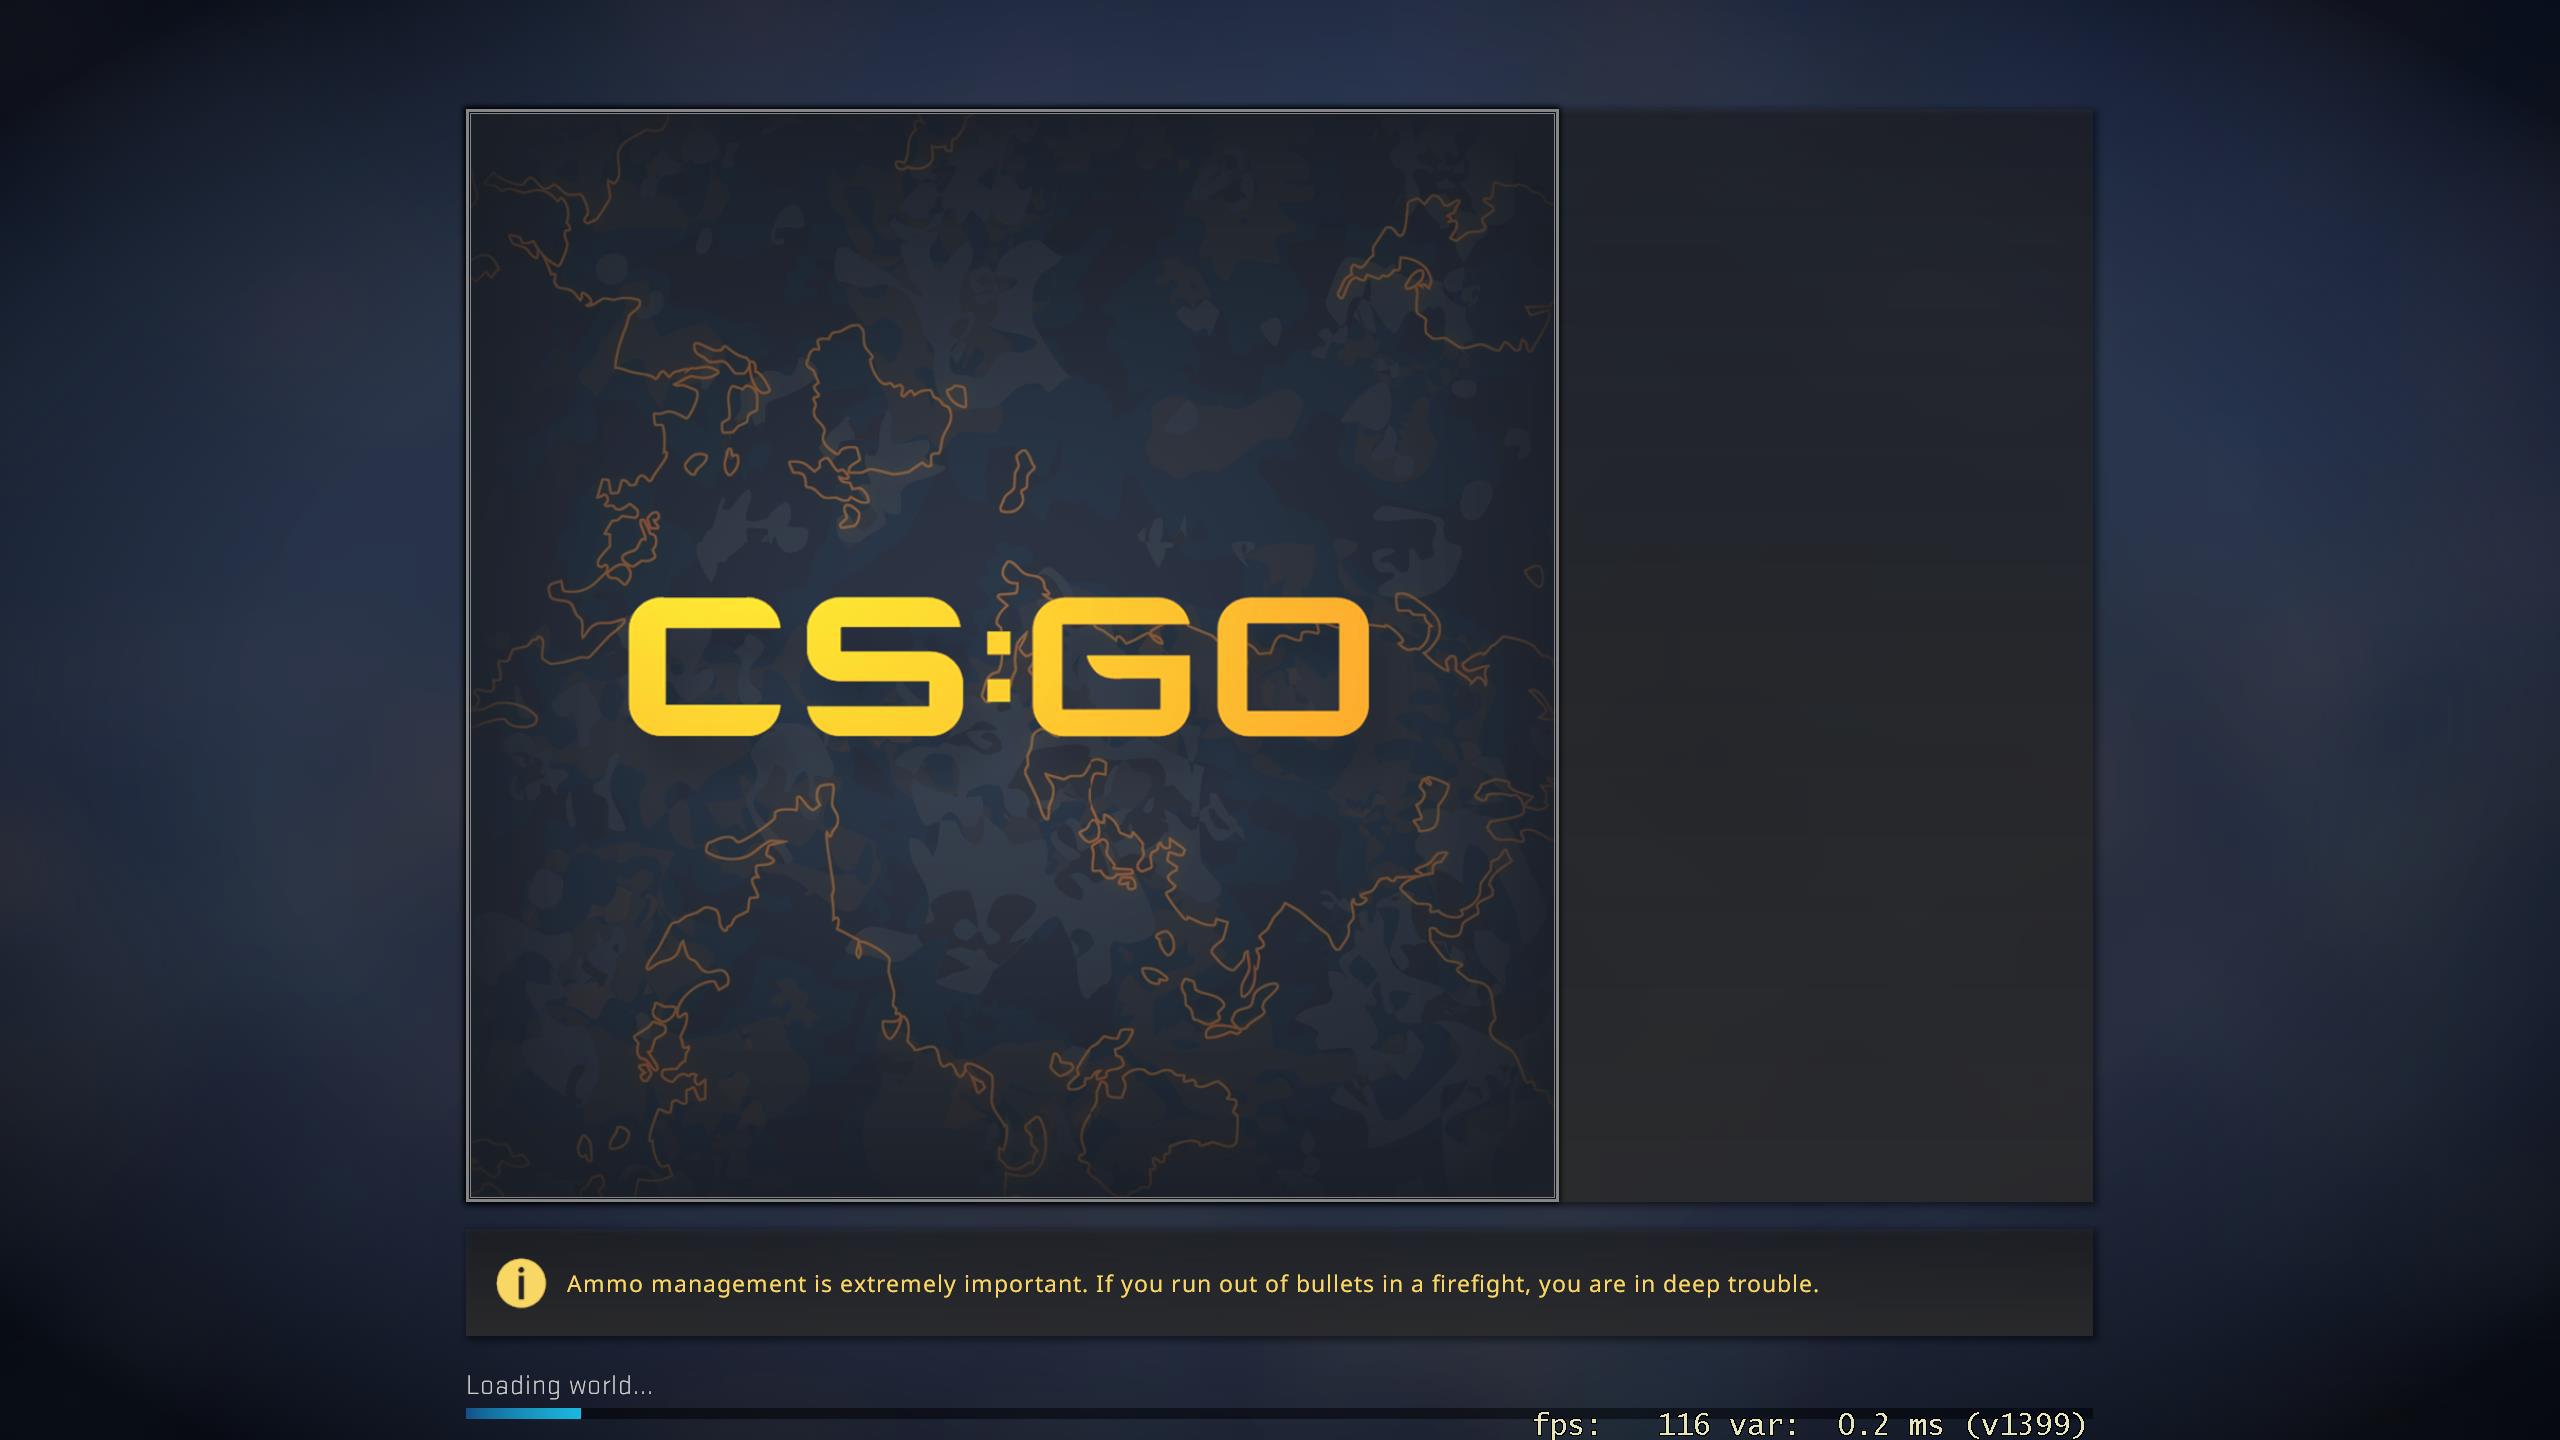 CS:GO
Ammo management is extremely important. If you run out of bullets in a firefight, you are in deep trouble.
Loading world...
fps: 116 var: 0.2 ms (v1399)